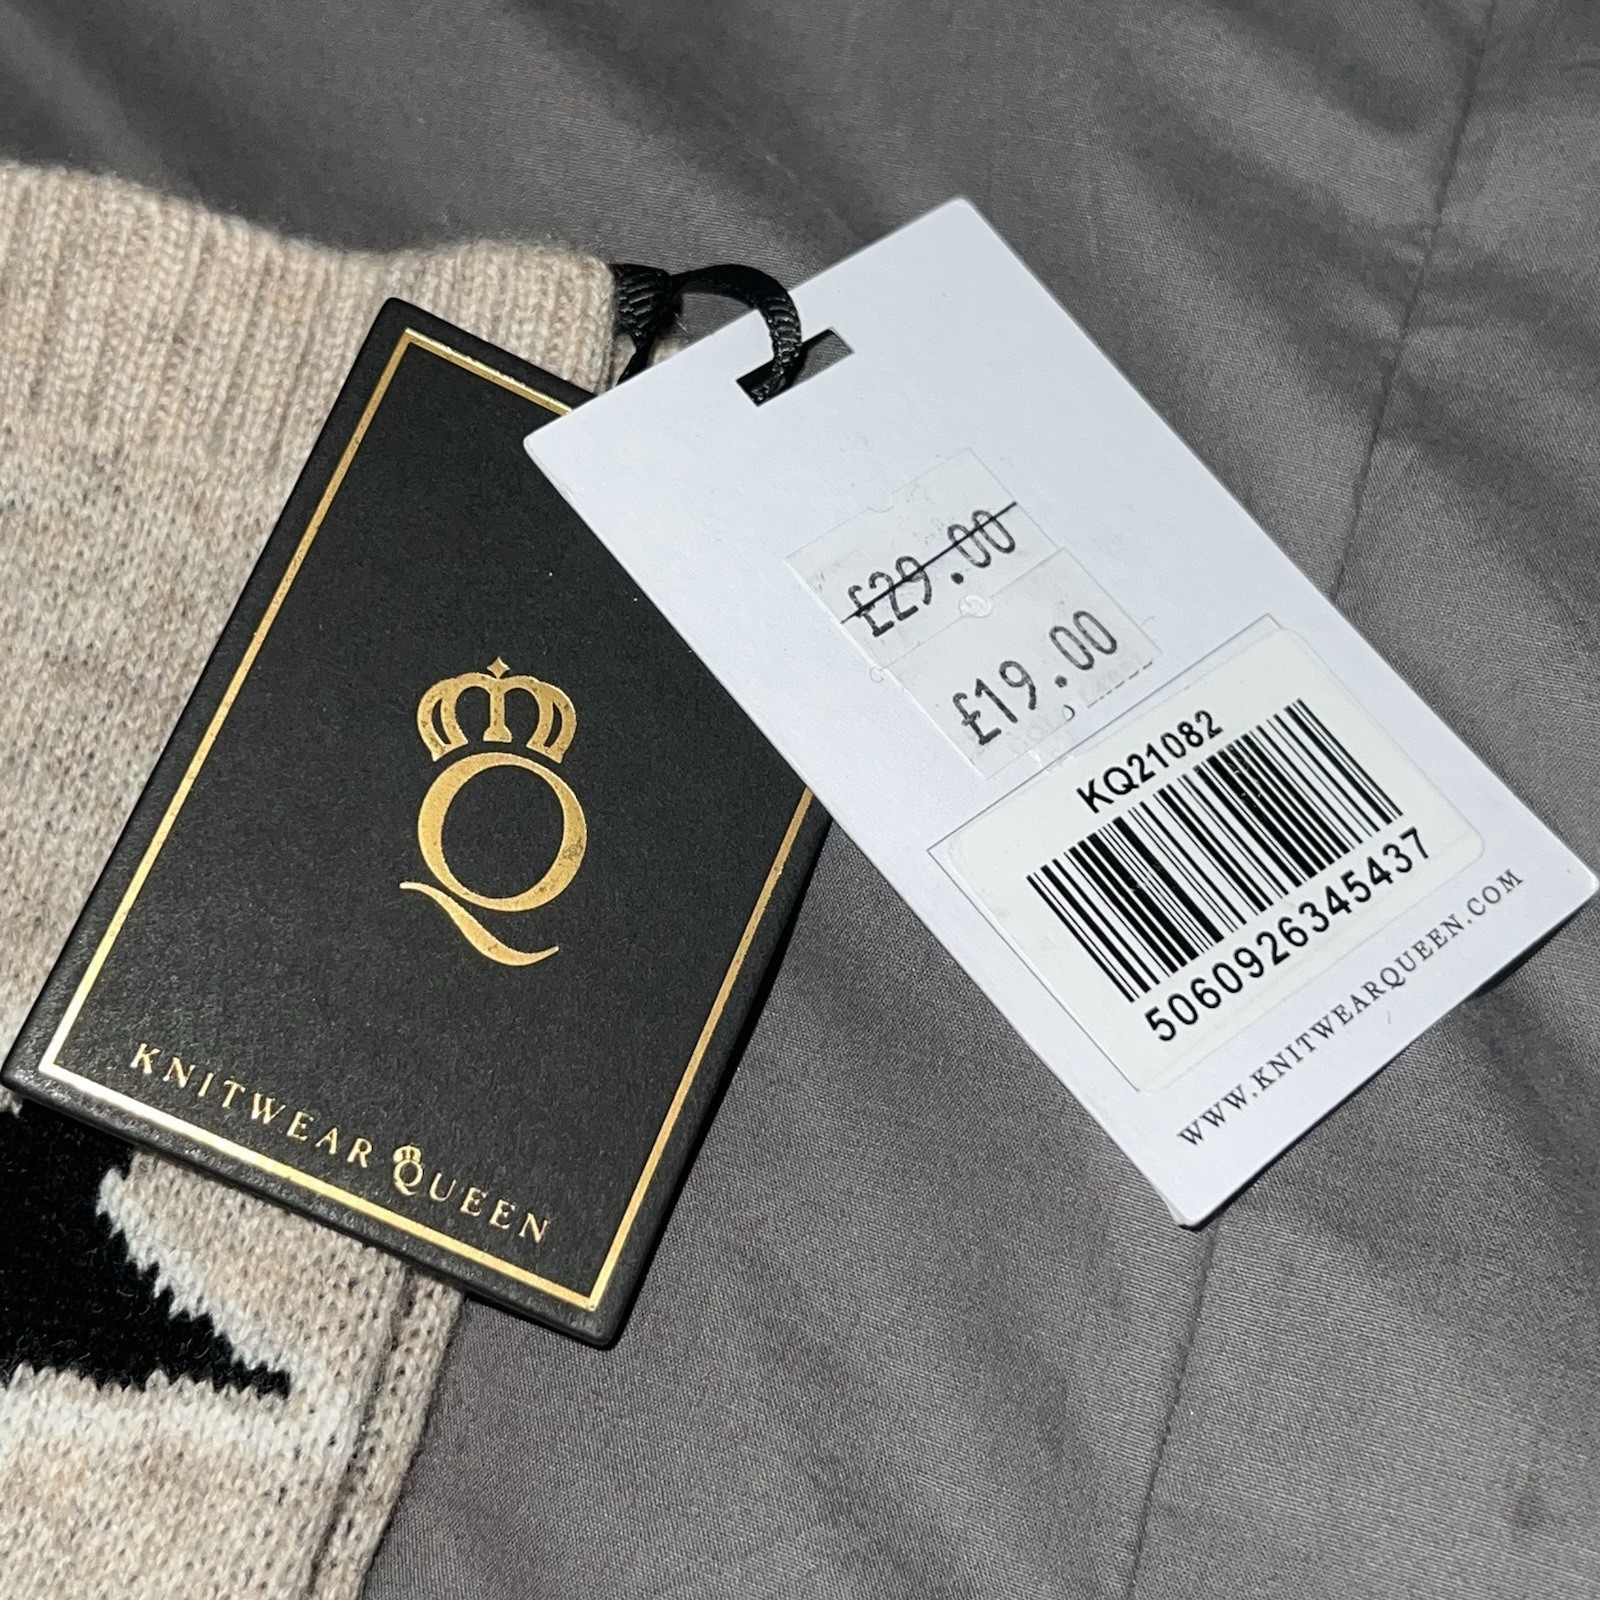 Q
KNITWEAR QUEEN
£29.00
£19.00
KQ21082
5060926345437
WWW.KNITWEARQUEEN.COM